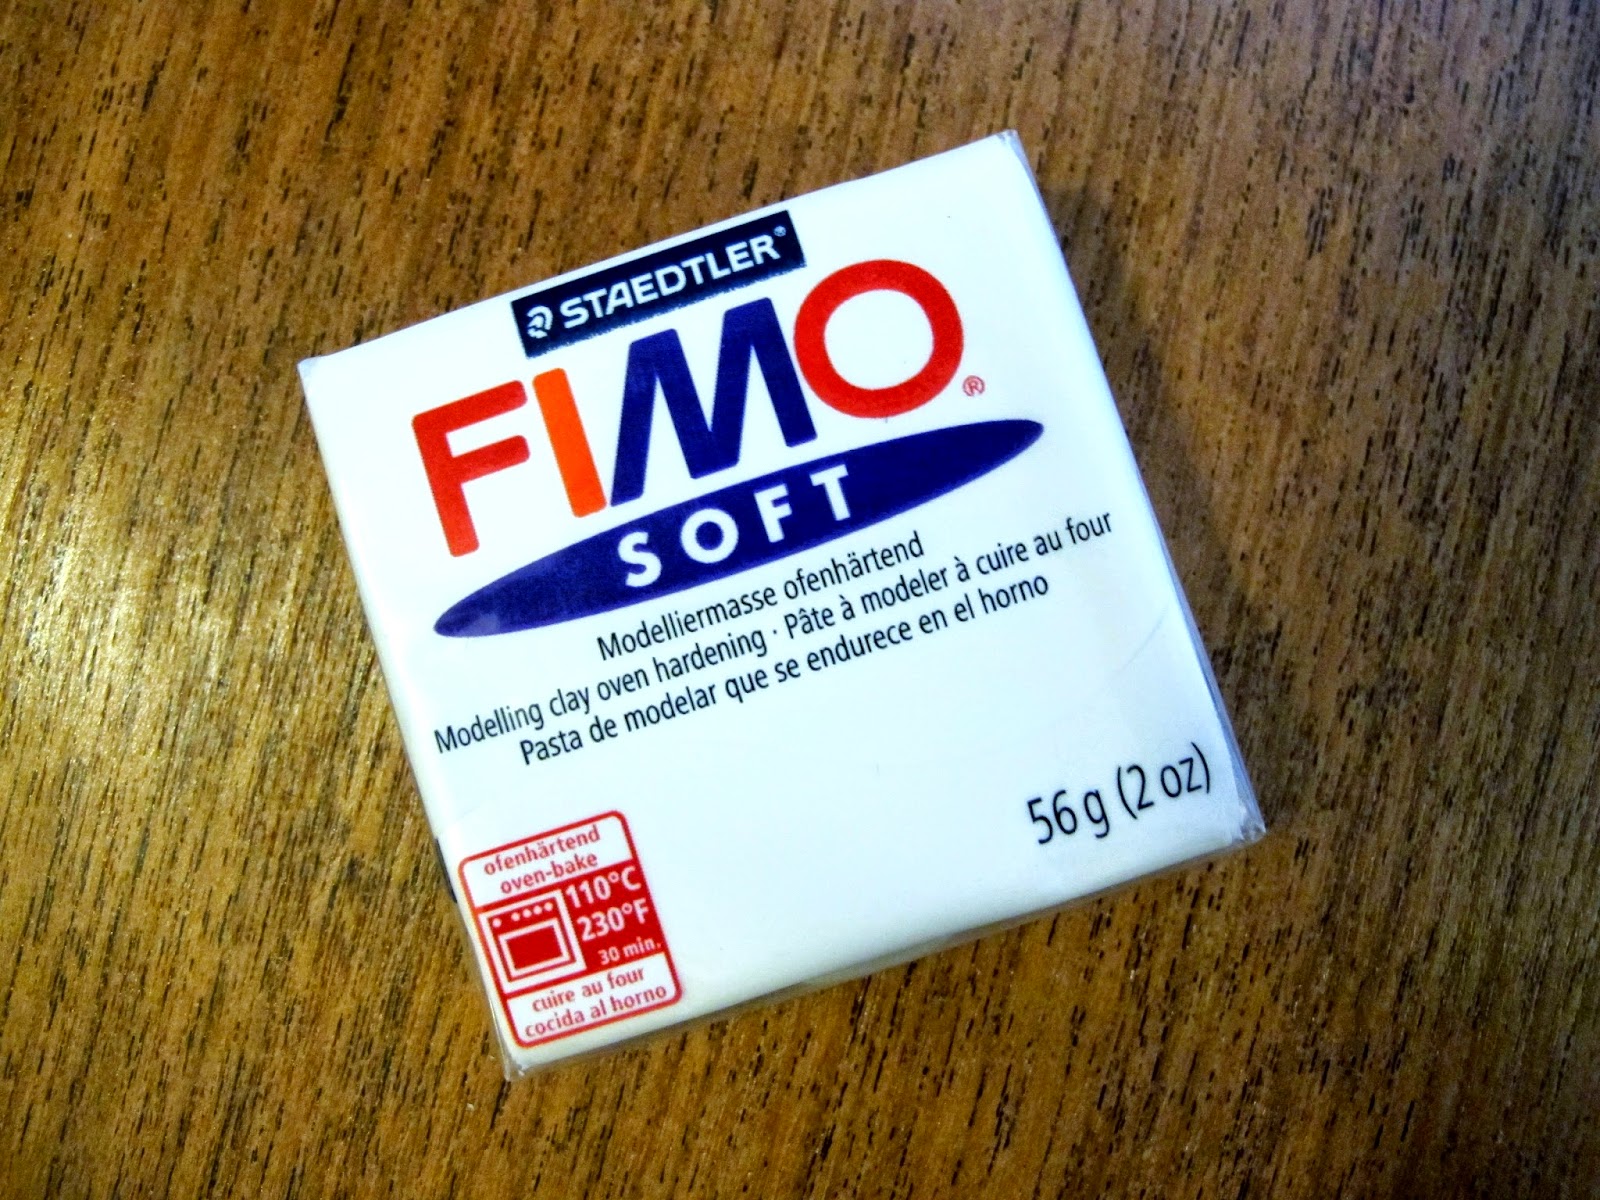 STAEDTLER®
FIMO®
SOFT
Modelliermasse ofenhärtend
Modelling clay oven hardening · Pâte à modeler à cuire au four
Pasta de modelar que se endurece en el horno
56 g (2 oz)
ofenhärtend
oven-bake
110°C
230°F
30 min.
cuire au four
cocida al horno